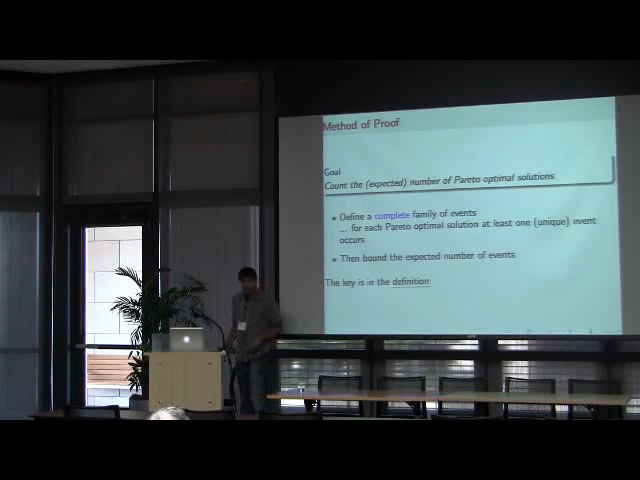 Method of Proof
Goal
Count the (expected) number of Pareto optimal solutions
Define a complete family of events
... for each Pareto optimal solution at least one (unique) event
occurs
Then bound the expected number of events
The key is in the definition